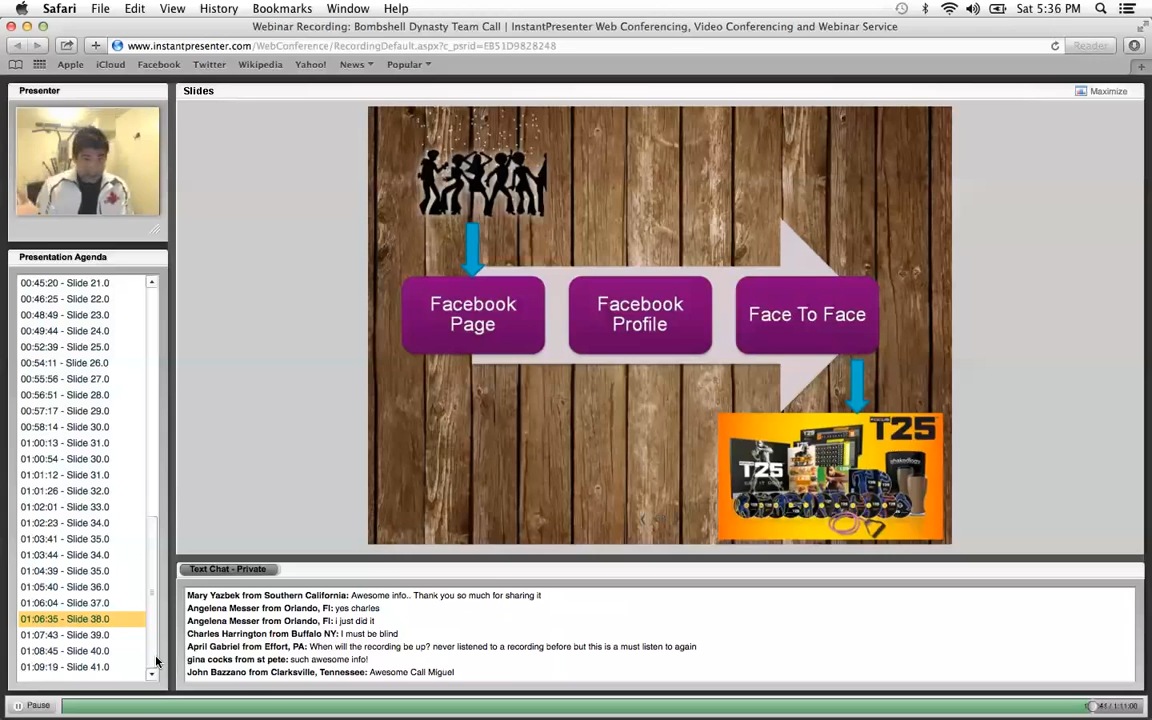 Safari File Edit View History Bookmarks Window Help
Sat 5:36 PM
Webinar Recording: Bombshell Dynasty Team Call | InstantPresenter Web Conferencing, Video Conferencing and Webinar Service
www.instantpresenter.com/WebConference/RecordingDefault.aspx?c_psrid=EB51D9828248
Reader
Apple iCloud Facebook Twitter Wikipedia Yahoo! News Popular
Presenter
Slides
Maximize
Facebook
Page
Facebook
Profile
Face To Face
T25
T25
T25
shakeology
Presentation Agenda
00:45:20 - Slide 21.0
00:46:25 - Slide 22.0
00:48:49 - Slide 23.0
00:49:44 - Slide 24.0
00:52:39 - Slide 25.0
00:54:11 - Slide 26.0
00:55:56 - Slide 27.0
00:56:51 - Slide 28.0
00:57:17 - Slide 29.0
00:58:14 - Slide 30.0
01:00:13 - Slide 31.0
01:00:54 - Slide 30.0
01:01:12 - Slide 31.0
01:01:26 - Slide 32.0
01:02:01 - Slide 33.0
01:02:23 - Slide 34.0
01:03:41 - Slide 35.0
01:03:44 - Slide 34.0
01:04:39 - Slide 35.0
01:05:40 - Slide 36.0
01:06:04 - Slide 37.0
01:06:35 - Slide 38.0
01:07:43 - Slide 39.0
01:08:45 - Slide 40.0
01:09:19 - Slide 41.0
Text Chat - Private
Mary Yazbek from Southern California: Awesome info.. Thank you so much for sharing it
Angelena Messer from Orlando, Fl: yes charles
Angelena Messer from Orlando, Fl: i just did it
Charles Harrington from Buffalo NY: I must be blind
April Gabriel from Effort, PA: When will the recording be up? never listened to a recording before but this is a must listen to again
gina cocks from st pete: such awesome info!
John Bazzano from Clarksville, Tennesee: Awesome Call Miguel
Pause
1:11:00